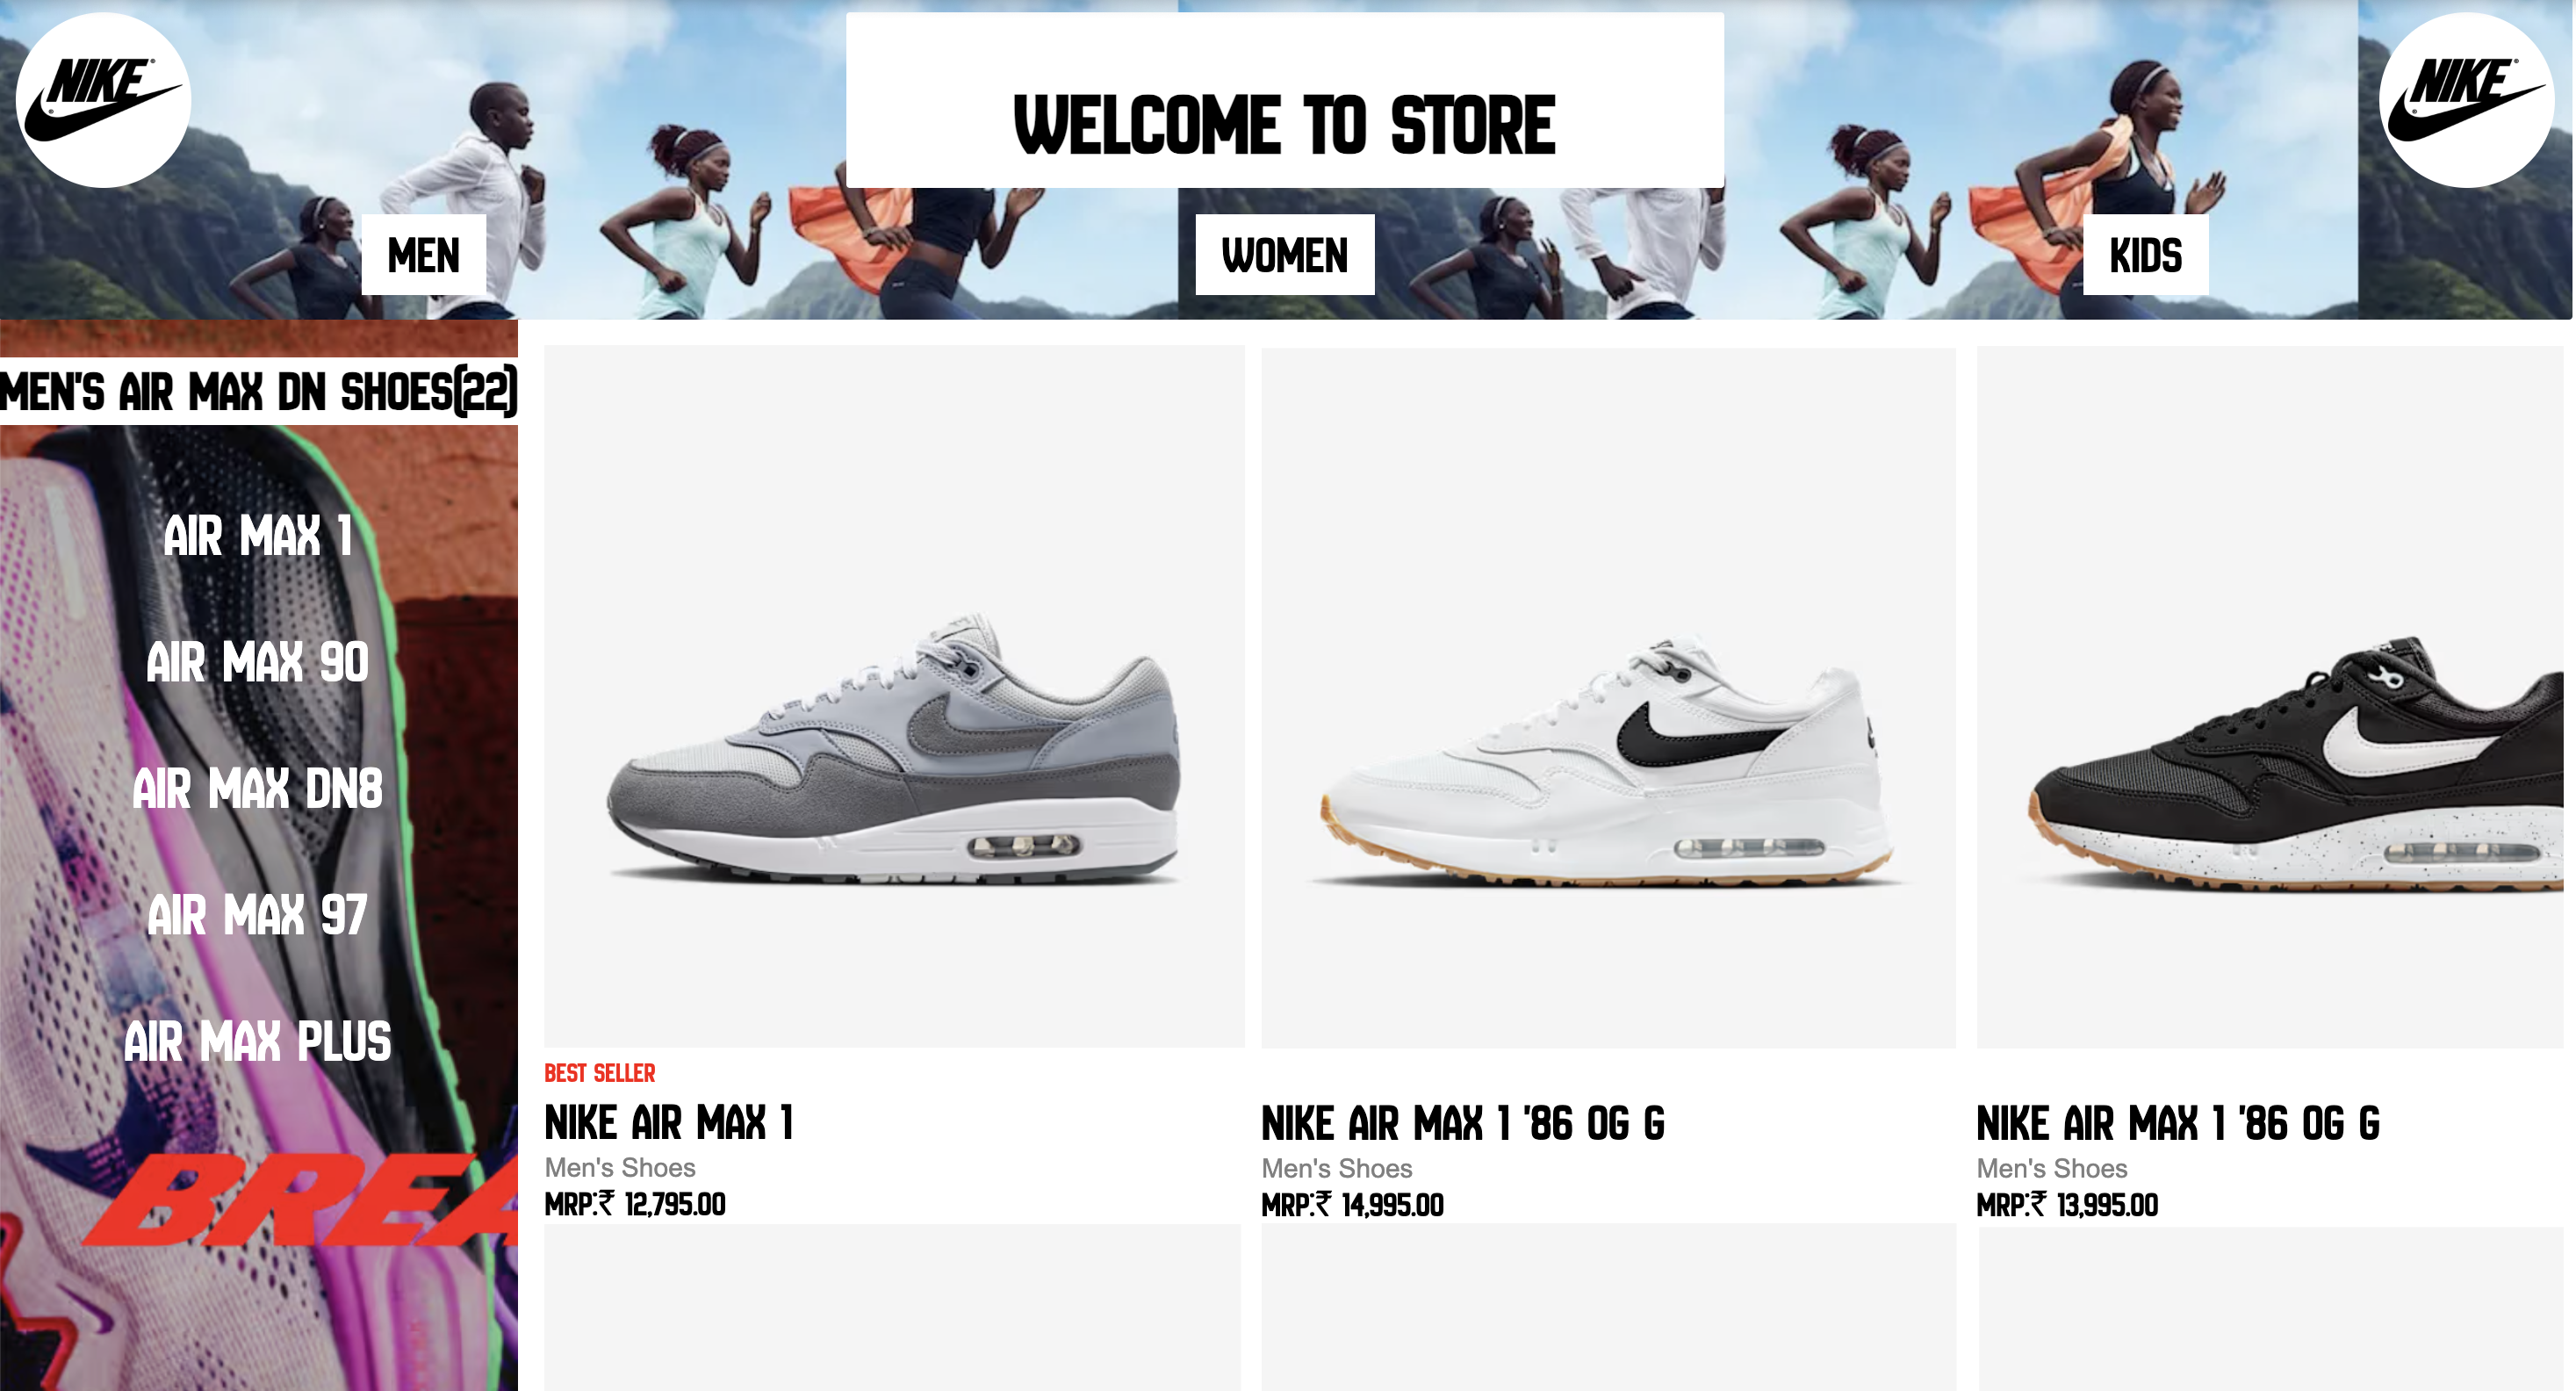 NIKE
WELCOME TO STORE
NIKE
MEN
WOMEN
KIDS
MEN'S AIR MAX DN SHOES(22)
AIR MAX 1
AIR MAX 90
AIR MAX DN8
AIR MAX 97
AIR MAX PLUS
BREA
BEST SELLER
NIKE AIR MAX 1
Men's Shoes
MRP:₹ 12,795.00
NIKE AIR MAX 1 '86 OG G
Men's Shoes
MRP:₹ 14,995.00
NIKE AIR MAX 1 '86 OG G
Men's Shoes
MRP:₹ 13,995.00